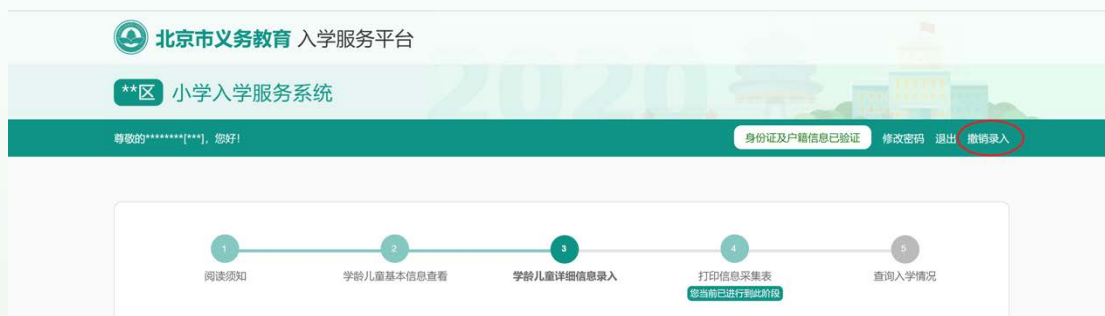 北京市义务教育 入学服务平台
2020
**区 小学入学服务系统
尊敬的********[***]，您好！ 身份证及户籍信息已验证 修改密码 退出 撤销录入
1 2 3 4 5
阅读须知 学龄儿童基本信息查看 学龄儿童详细信息录入 打印信息采集表 查询入学情况
您当前已进行到此阶段